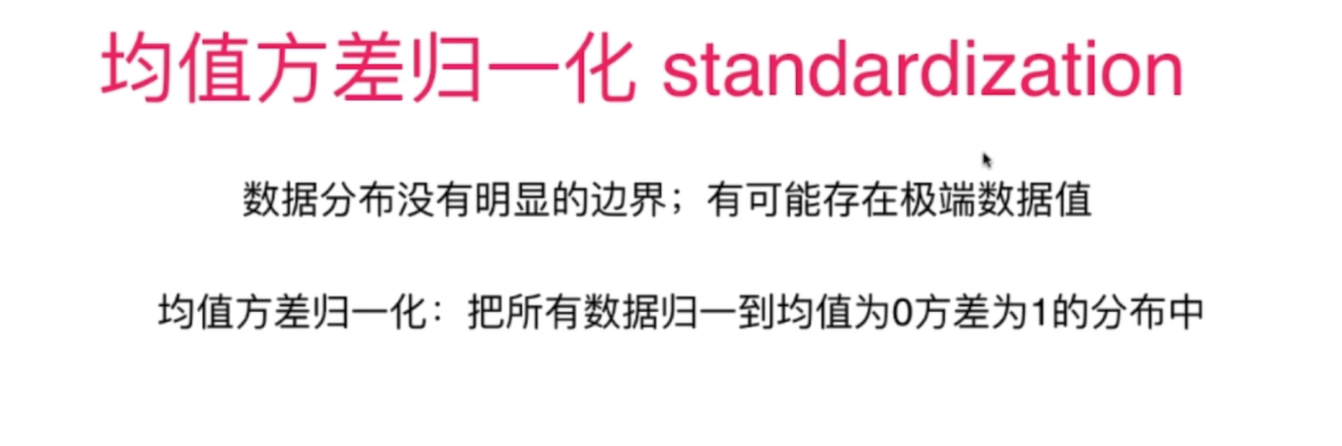 均值方差归一化 standardization
数据分布没有明显的边界；有可能存在极端数据值
均值方差归一化：把所有数据归一到均值为0方差为1的分布中